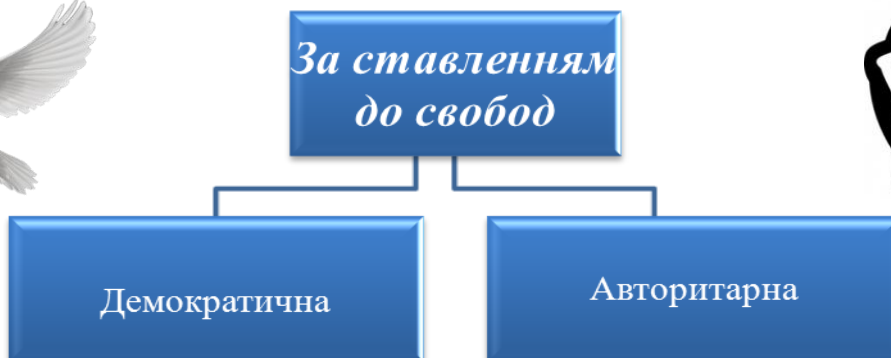 За ставленням
до свобод
Демократична
Авторитарна